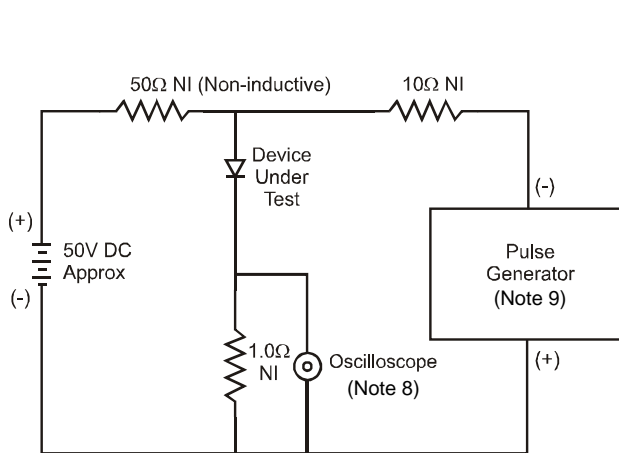 50Ω NI (Non-inductive)
10Ω NI
Device
Under
Test
(-)
(+)
50V DC
Approx
(-)
Pulse
Generator
(Note 9)
1.0Ω
NI
Oscilloscope
(Note 8)
(+)